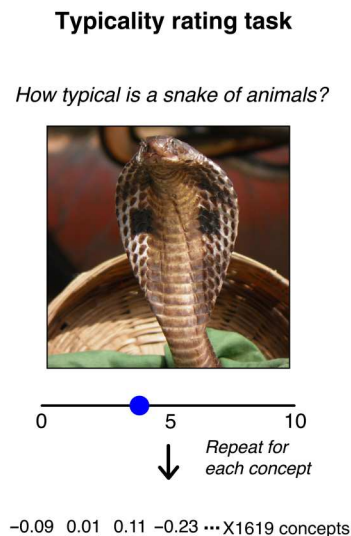 Typicality rating task
How typical is a snake of animals?
0 5 10
Repeat for
each concept
−0.09 0.01 0.11 −0.23 ··· X1619 concepts